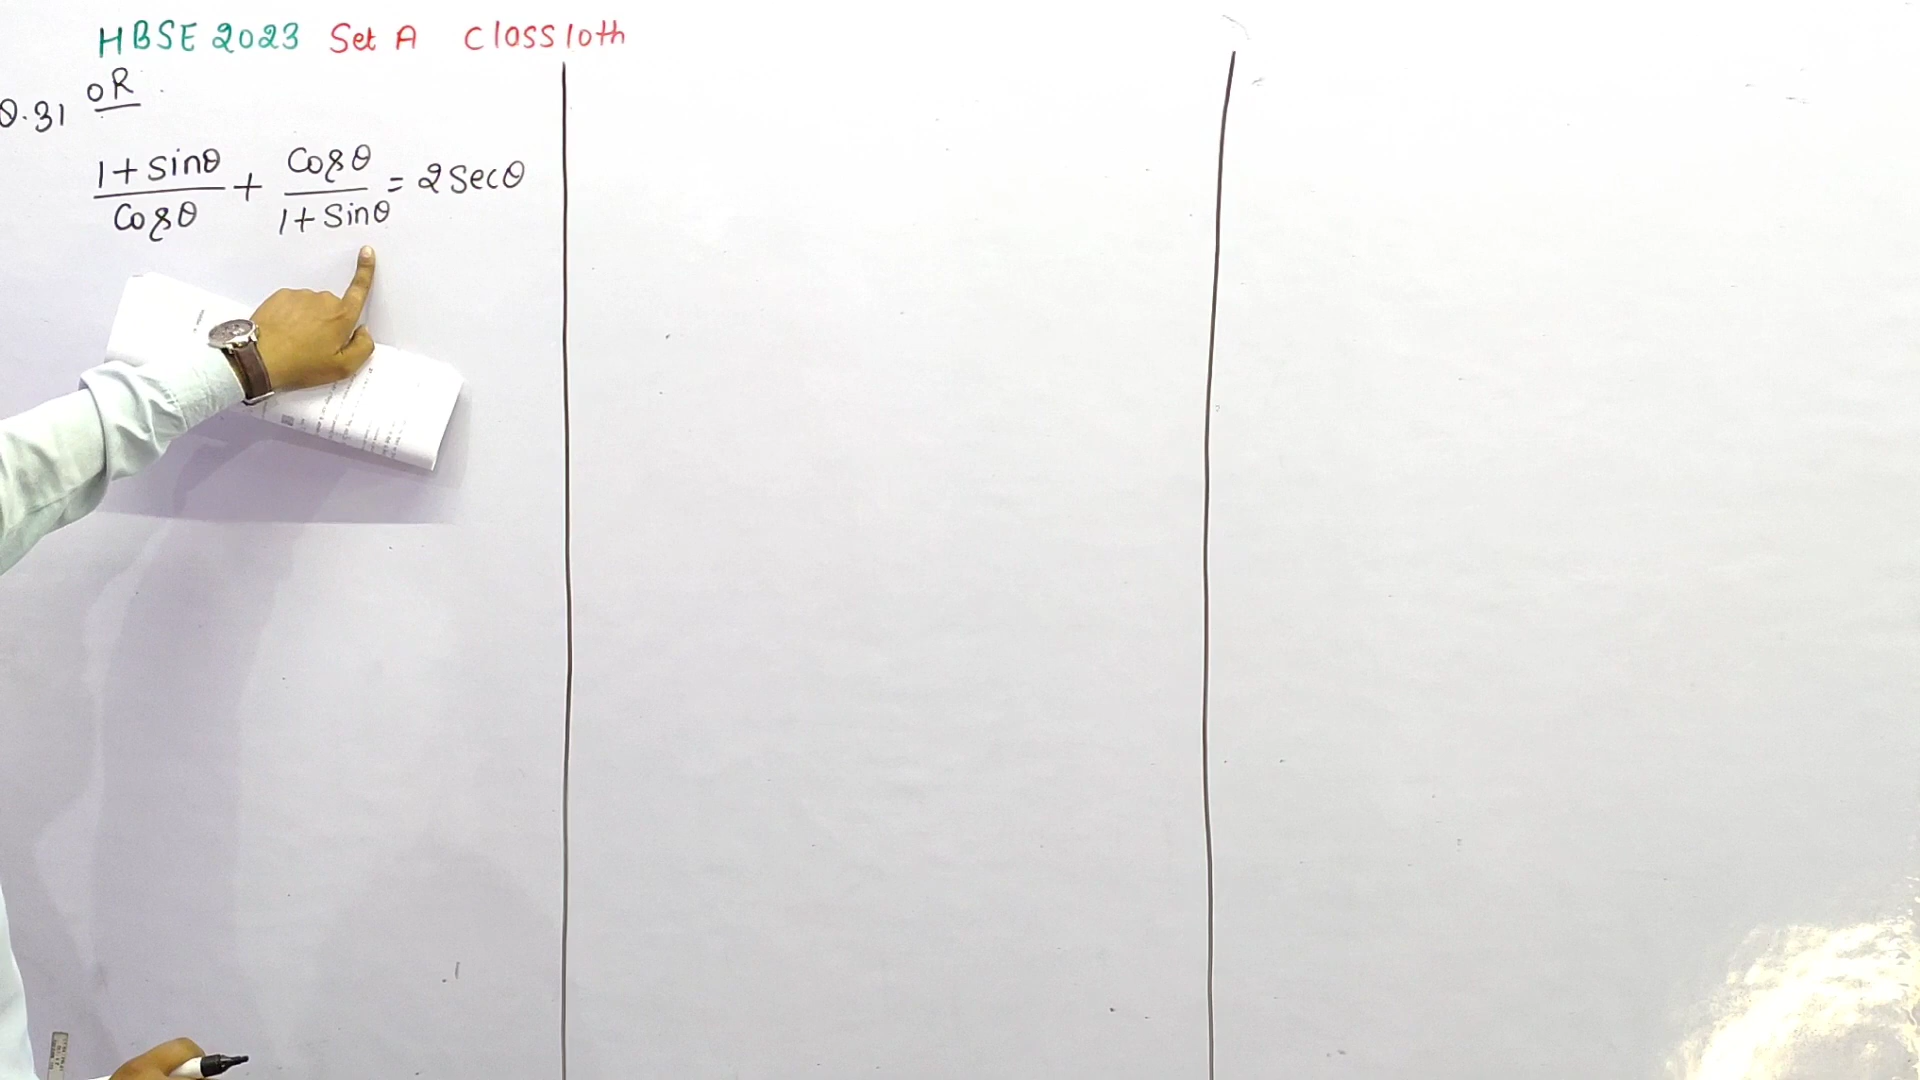 HBSE 2023 Set A Class 10th
Q.31 OR
1+sinθ/cosθ + cosθ/1+sinθ = 2secθ